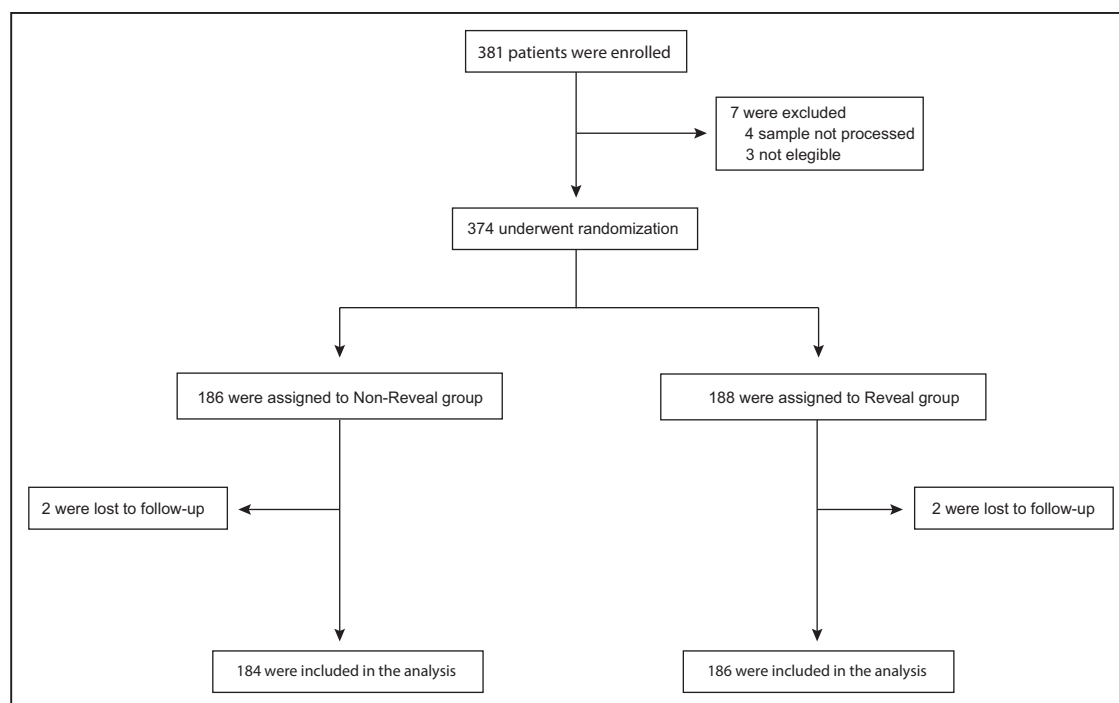 381 patients were enrolled
7 were excluded
4 sample not processed
3 not elegible
374 underwent randomization
186 were assigned to Non-Reveal group
188 were assigned to Reveal group
2 were lost to follow-up
2 were lost to follow-up
184 were included in the analysis
186 were included in the analysis